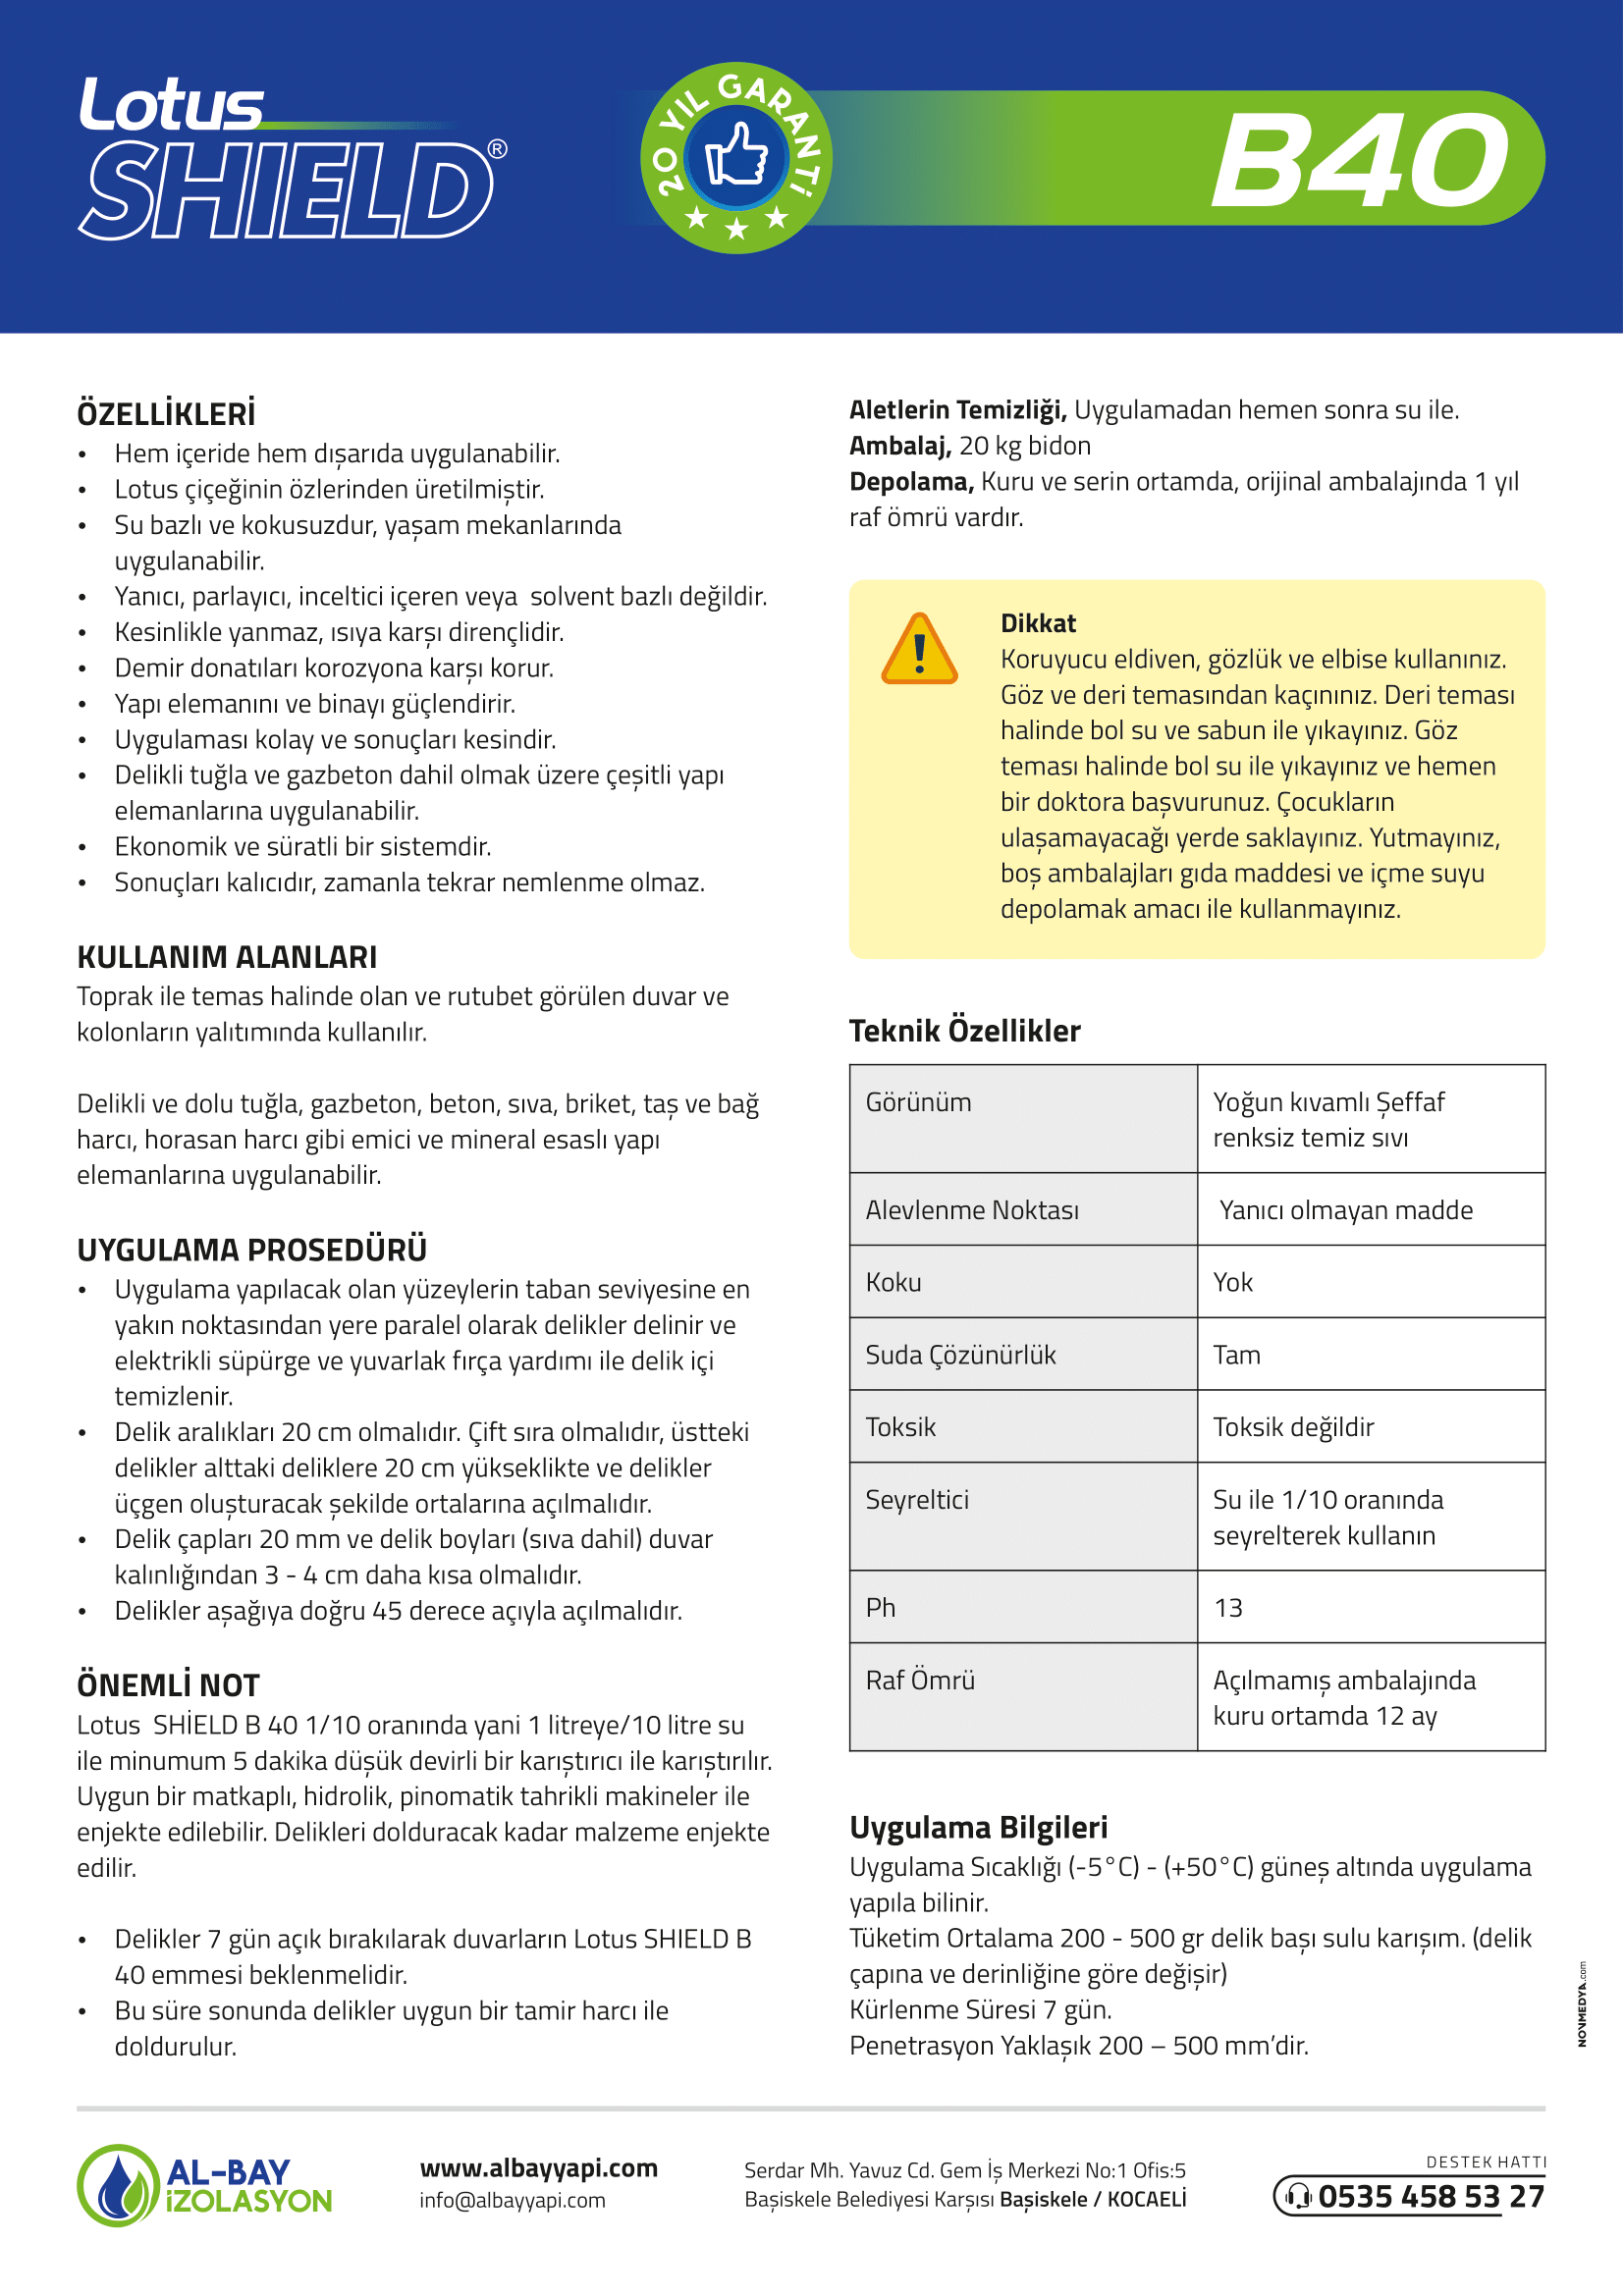 Lotus
SHIELD®
20 YIL GARANTİ
B40
ÖZELLİKLERİ
• Hem içeride hem dışarıda uygulanabilir.
• Lotus çiçeğinin özlerinden üretilmiştir.
• Su bazlı ve kokusuzdur, yaşam mekanlarında
uygulanabilir.
• Yanıcı, parlayıcı, inceltici içeren veya  solvent bazlı değildir.
• Kesinlikle yanmaz, ısıya karşı dirençlidir.
• Demir donatıları korozyona karşı korur.
• Yapı elemanını ve binayı güçlendirir.
• Uygulaması kolay ve sonuçları kesindir.
• Delikli tuğla ve gazbeton dahil olmak üzere çeşitli yapı
elemanlarına uygulanabilir.
• Ekonomik ve süratli bir sistemdir.
• Sonuçları kalıcıdır, zamanla tekrar nemlenme olmaz.
KULLANIM ALANLARI
Toprak ile temas halinde olan ve rutubet görülen duvar ve
kolonların yalıtımında kullanılır.
Delikli ve dolu tuğla, gazbeton, beton, sıva, briket, taş ve bağ
harcı, horasan harcı gibi emici ve mineral esaslı yapı
elemanlarına uygulanabilir.
UYGULAMA PROSEDÜRÜ
• Uygulama yapılacak olan yüzeylerin taban seviyesine en
yakın noktasından yere paralel olarak delikler delinir ve
elektrikli süpürge ve yuvarlak fırça yardımı ile delik içi
temizlenir.
• Delik aralıkları 20 cm olmalıdır. Çift sıra olmalıdır, üstteki
delikler alttaki deliklere 20 cm yükseklikte ve delikler
üçgen oluşturacak şekilde ortalarına açılmalıdır.
• Delik çapları 20 mm ve delik boyları (sıva dahil) duvar
kalınlığından 3 - 4 cm daha kısa olmalıdır.
• Delikler aşağıya doğru 45 derece açıyla açılmalıdır.
ÖNEMLİ NOT
Lotus  SHİELD B 40 1/10 oranında yani 1 litreye/10 litre su
ile minumum 5 dakika düşük devirli bir karıştırıcı ile karıştırılır.
Uygun bir matkaplı, hidrolik, pinomatik tahrikli makineler ile
enjekte edilebilir. Delikleri dolduracak kadar malzeme enjekte
edilir.
• Delikler 7 gün açık bırakılarak duvarların Lotus SHIELD B
40 emmesi beklenmelidir.
• Bu süre sonunda delikler uygun bir tamir harcı ile
doldurulur.
Aletlerin Temizliği, Uygulamadan hemen sonra su ile.
Ambalaj, 20 kg bidon
Depolama, Kuru ve serin ortamda, orijinal ambalajında 1 yıl
raf ömrü vardır.
Dikkat
Koruyucu eldiven, gözlük ve elbise kullanınız.
Göz ve deri temasından kaçınınız. Deri teması
halinde bol su ve sabun ile yıkayınız. Göz
teması halinde bol su ile yıkayınız ve hemen
bir doktora başvurunuz. Çocukların
ulaşamayacağı yerde saklayınız. Yutmayınız,
boş ambalajları gıda maddesi ve içme suyu
depolamak amacı ile kullanmayınız.
Teknik Özellikler
Görünüm
Yoğun kıvamlı Şeffaf
renksiz temiz sıvı
Alevlenme Noktası
Yanıcı olmayan madde
Koku
Yok
Suda Çözünürlük
Tam
Toksik
Toksik değildir
Seyreltici
Su ile 1/10 oranında
seyrelterek kullanın
Ph
13
Raf Ömrü
Açılmamış ambalajında
kuru ortamda 12 ay
Uygulama Bilgileri
Uygulama Sıcaklığı (-5°C) - (+50°C) güneş altında uygulama
yapıla bilinir.
Tüketim Ortalama 200 - 500 gr delik başı sulu karışım. (delik
çapına ve derinliğine göre değişir)
Kürlenme Süresi 7 gün.
Penetrasyon Yaklaşık 200 – 500 mm’dir.
NOVMEDYA.com
AL-BAY
İZOLASYON
www.albayyapi.com
info@albayyapi.com
Serdar Mh. Yavuz Cd. Gem İş Merkezi No:1 Ofis:5
Başiskele Belediyesi Karşısı Başiskele / KOCAELİ
DESTEK HATTI
0535 458 53 27